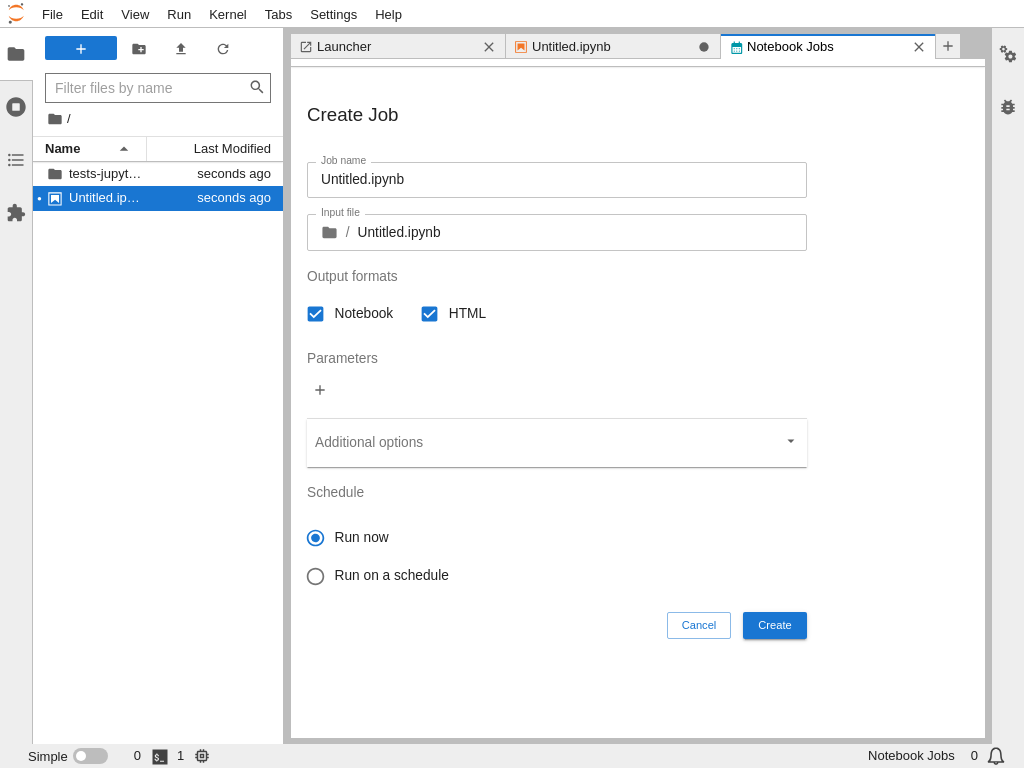 File Edit View Run Kernel Tabs Settings Help
Launcher
Untitled.ipynb
Notebook Jobs
Filter files by name
/
Name
Last Modified
tests-jupyt… seconds ago
Untitled.ip… seconds ago
Create Job
Job name
Untitled.ipynb
Input file
/ Untitled.ipynb
Output formats
Notebook
HTML
Parameters
Additional options
Schedule
Run now
Run on a schedule
Cancel
Create
Simple 0 $_ 1 Notebook Jobs 0